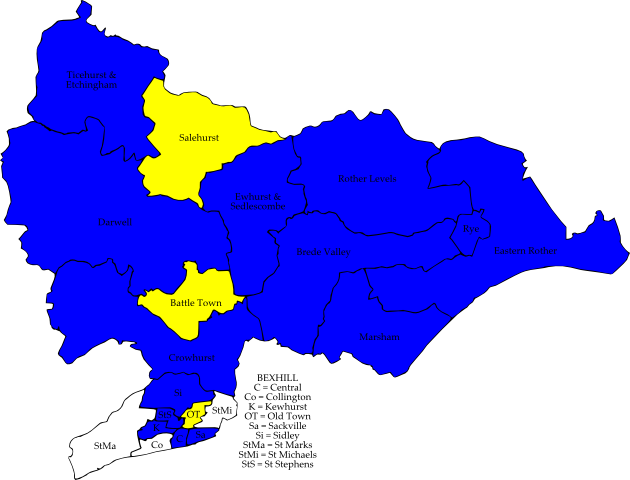 Ticehurst &
Etchingham
Salehurst
Rother Levels
Ewhurst &
Sedlescombe
Darwell
Rye
Brede Valley
Eastern Rother
Battle Town
Marsham
Crowhurst
Si
StMi
StS
OT
K
Sa
C
Co
StMa
BEXHILL
C = Central
Co = Collington
K = Kewhurst
OT = Old Town
Sa = Sackville
Si = Sidley
StMa = St Marks
StMi = St Michaels
StS = St Stephens